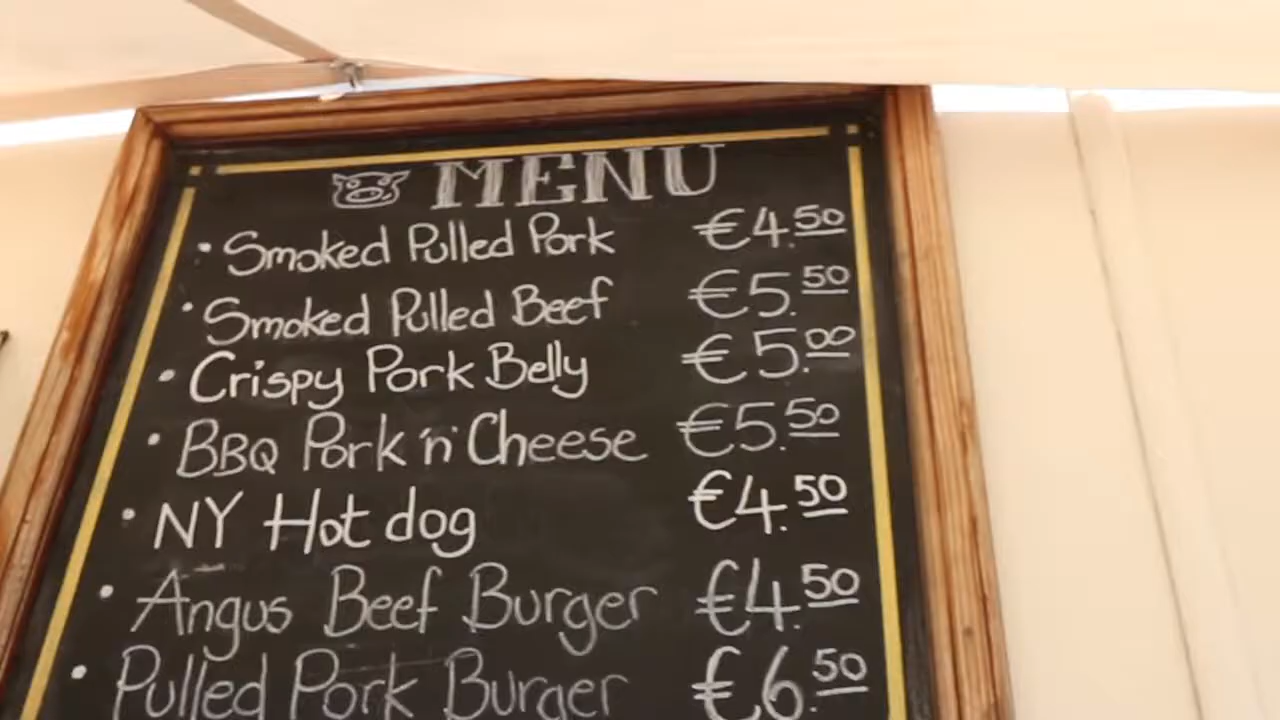 MENU
• Smoked Pulled Pork €4.50
• Smoked Pulled Beef €5.50
• Crispy Pork Belly €5.00
• BBQ Pork 'n' Cheese €5.50
• NY Hot dog €4.50
• Angus Beef Burger €4.50
• Pulled Pork Burger €6.50